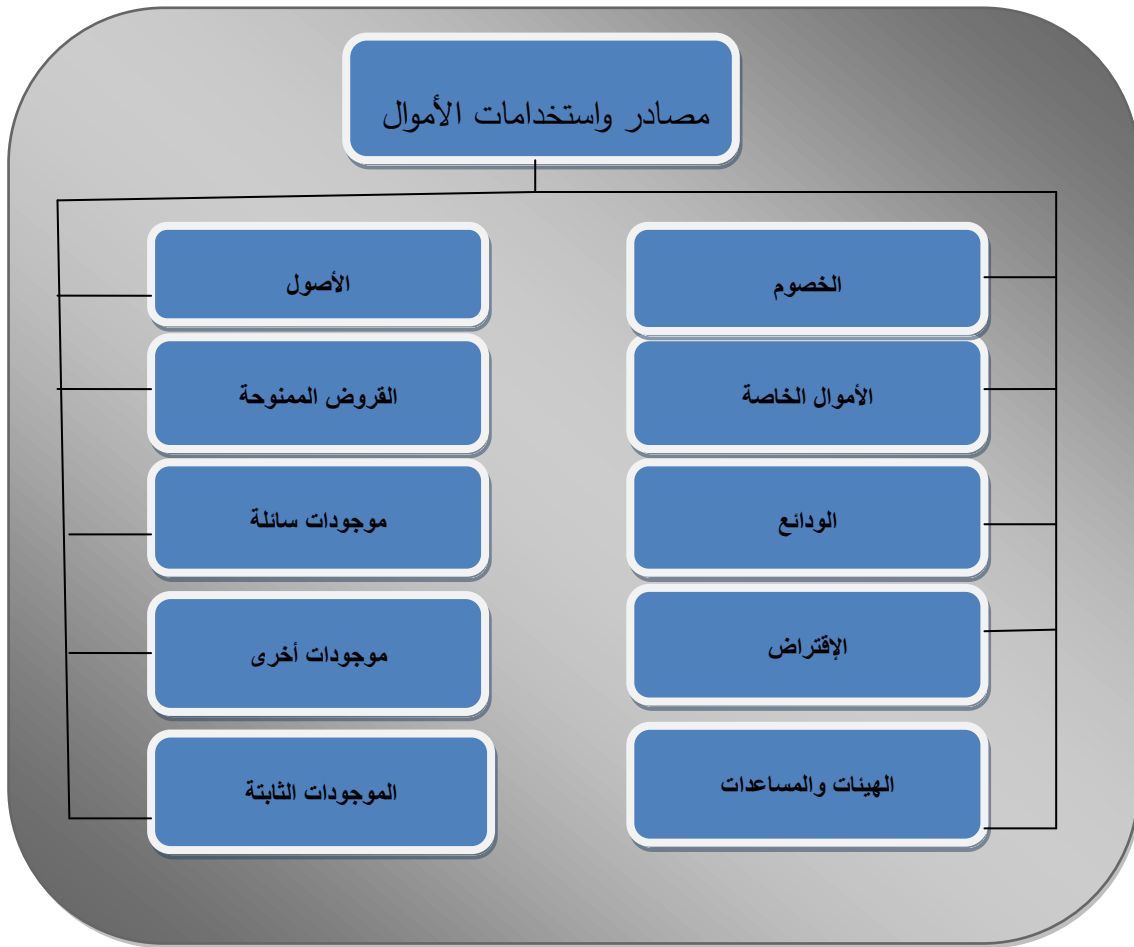 مصادر واستخدامات الأموال
الخصوم
الأموال الخاصة
الودائع
الإقتراض
الهيئات والمساعدات
الأصول
القروض الممنوحة
موجودات سائلة
موجودات أخرى
الموجودات الثابتة